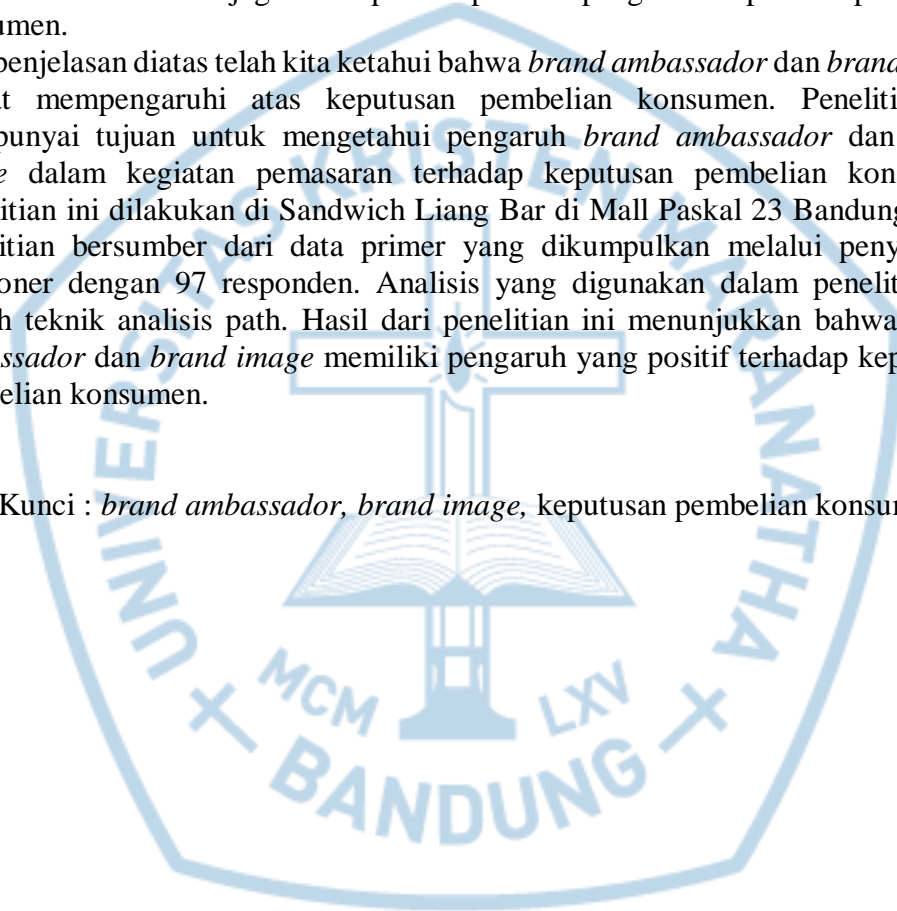 umen.
penjelasan diatas telah kita ketahui bahwa brand ambassador dan brand
at mempengaruhi atas keputusan pembelian konsumen. Peneliti
punyai tujuan untuk mengetahui pengaruh brand ambassador dan
e dalam kegiatan pemasaran terhadap keputusan pembelian kon
itian ini dilakukan di Sandwich Liang Bar di Mall Paskal 23 Bandung
itian bersumber dari data primer yang dikumpulkan melalui peny
oner dengan 97 responden. Analisis yang digunakan dalam penelit
h teknik analisis path. Hasil dari penelitian ini menunjukkan bahwa
ssador dan brand image memiliki pengaruh yang positif terhadap kep
elian konsumen.
Kunci : brand ambassador, brand image, keputusan pembelian konsu
UNIVERSITAS KRISTEN MARANATHA
MCM LXV
BANDUNG